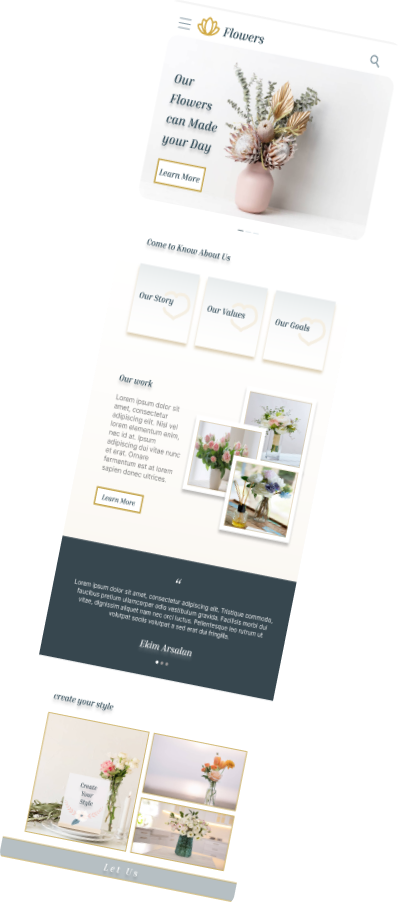 Flowers
Our
Flowers
can Made
your Day
Learn More
Come to Know About Us
Our Story
Our Values
Our Goals
Our work
Lorem ipsum dolor sit
amet, consectetur
adipiscing elit. Nisl vel
lorem elementum enim,
nec id at. Ipsum
adipiscing dui vitae nunc
et erat. Ornare
fermentum est at lorem
sapien donec ultrices.
Learn More
“
Lorem ipsum dolor sit amet, consectetur adipiscing elit. Tristique commodo,
faucibus pretium ullamcorper odio vestibulum gravida. Facilisis morbi dui
vitae, dignissim aliquet nam nec orci luctus. Pellentesque leo rutrum ut
volutpat sociis volutpat a sed erat dui fringilla.
Ekim Arsalan
create your style
Create
Your
Style
Let Us